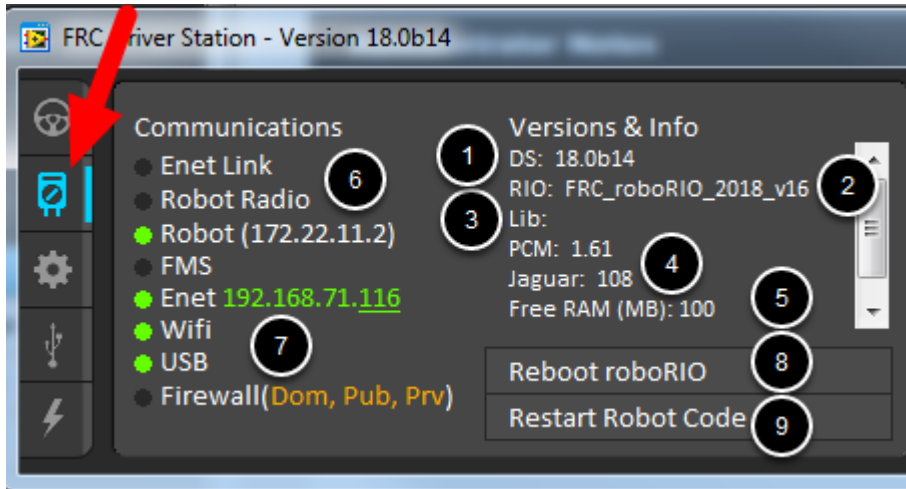 FRC Driver Station - Version 18.0b14
Communications
Enet Link
Robot Radio
6
Robot (172.22.11.2)
FMS
Enet 192.168.71.116
Wifi
USB
7
Firewall(Dom, Pub, Prv)
Versions & Info
1
DS: 18.0b14
RIO: FRC_roboRIO_2018_v16
2
3
Lib:
PCM: 1.61
Jaguar: 108
4
Free RAM (MB): 100
5
Reboot roboRIO
8
Restart Robot Code
9